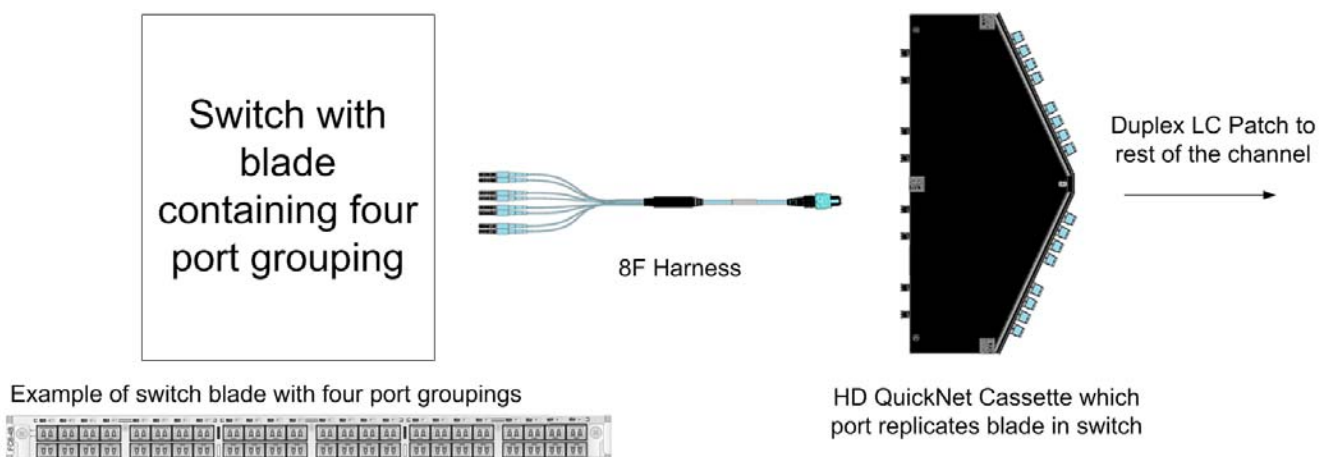 Switch with
blade
containing four
port grouping
8F Harness
Duplex LC Patch to
rest of the channel
Example of switch blade with four port groupings
HD QuickNet Cassette which
port replicates blade in switch